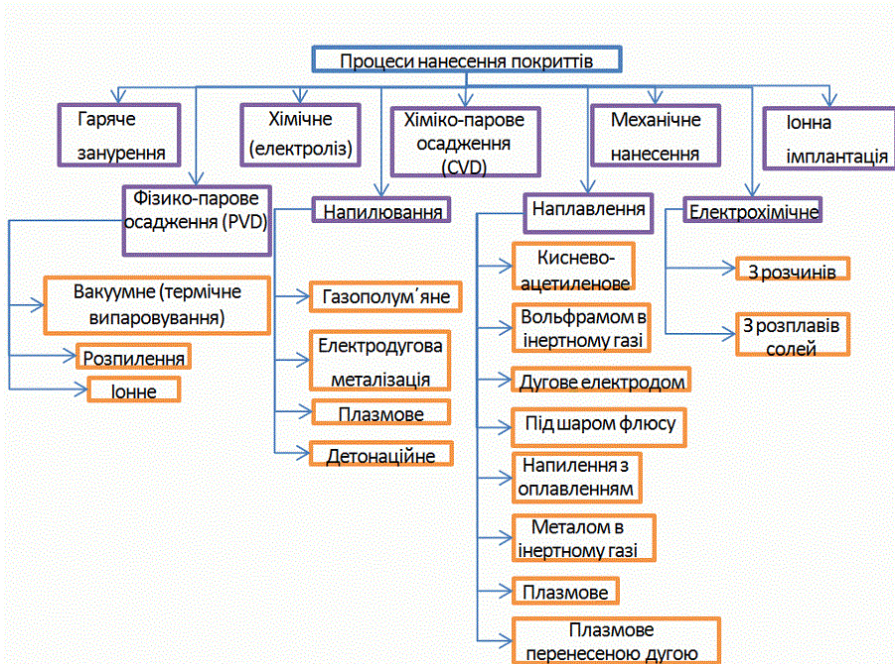 Процеси нанесення покриттів
Гаряче
занурення
Хімічне
(електроліз)
Хіміко-парове
осадження
(CVD)
Механічне
нанесення
Іонна
імплантація
Фізико-парове
осадження (PVD)
Напилювання
Наплавлення
Електрохімічне
Вакуумне (термічне
випаровування)
Розпилення
Іонне
Газополум´яне
Електродугова
металізація
Плазмове
Детонаційне
Киснево-
ацетиленове
Вольфрамом в
інертному газі
Дугове електродом
Під шаром флюсу
Напилення з
оплавленням
Металом в
інертному газі
Плазмове
Плазмове
перенесеною дугою
З розчинів
З розплавів
солей